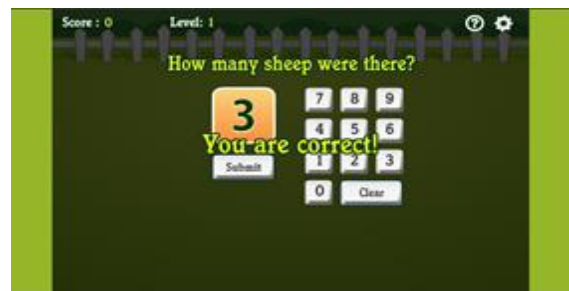 Score : 0 Level: 1 ?
How many sheep were there?
3
7 8 9
4 5 6
You are correct!
Submit
1 2 3
0 Clear